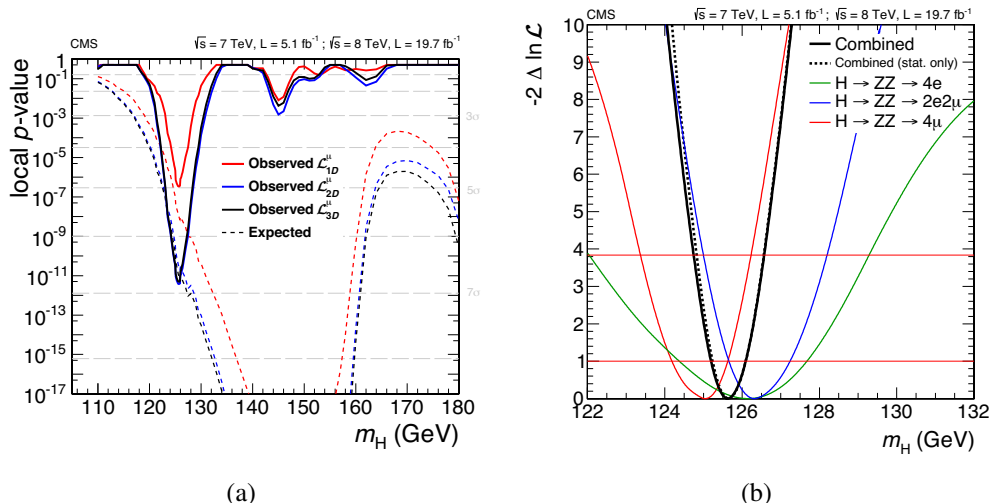 CMS √s = 7 TeV, L = 5.1 fb⁻¹ ; √s = 8 TeV, L = 19.7 fb⁻¹
local p-value
1
10⁻¹
10⁻³
10⁻⁵
10⁻⁷
10⁻⁹
10⁻¹¹
10⁻¹³
10⁻¹⁵
10⁻¹⁷
3σ
5σ
7σ
Observed ℒ^μ_1D
Observed ℒ^μ_2D
Observed ℒ^μ_3D
Expected
110 120 130 140 150 160 170 180
m_H (GeV)
(a)
CMS √s = 7 TeV, L = 5.1 fb⁻¹ ; √s = 8 TeV, L = 19.7 fb⁻¹
-2 Δ ln ℒ
10
9
8
7
6
5
4
3
2
1
0
Combined
Combined (stat. only)
H → ZZ → 4e
H → ZZ → 2e2μ
H → ZZ → 4μ
122 124 126 128 130 132
m_H (GeV)
(b)